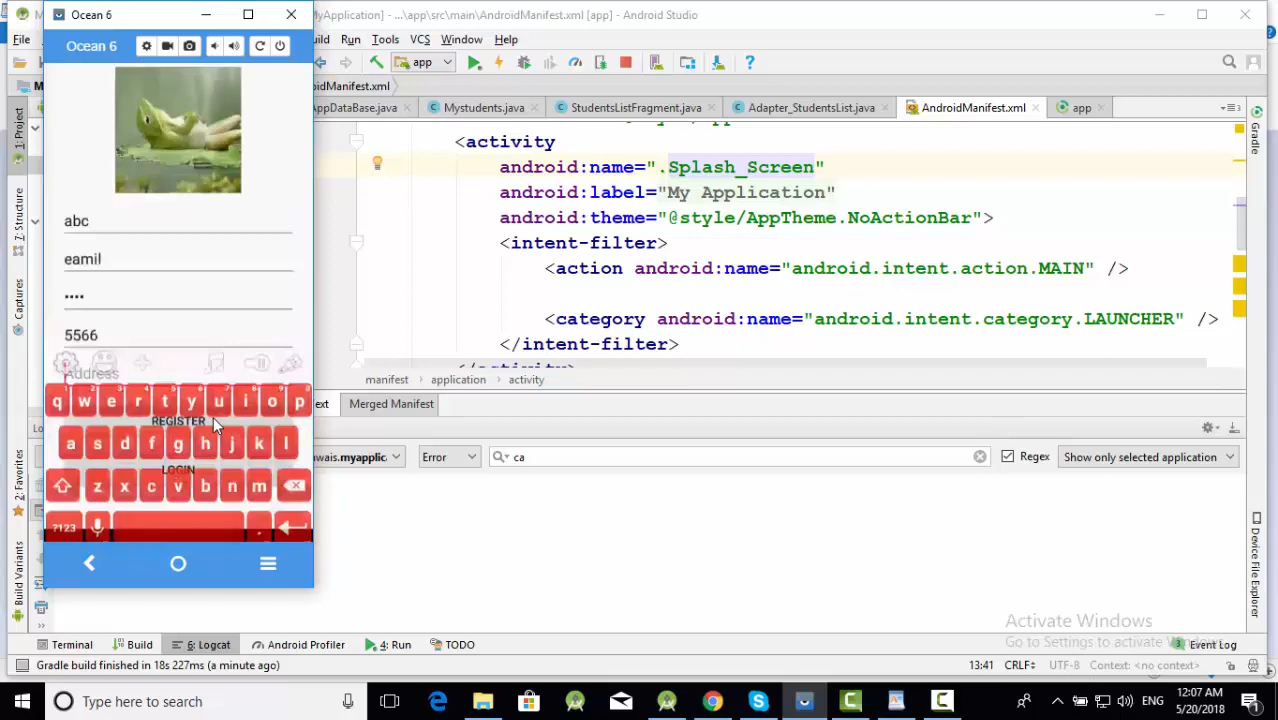 Ocean 6
MyApplication] - ...\app\src\main\AndroidManifest.xml [app] - Android Studio
File
Run
Tools
VCS
Window
Help
Ocean 6
app
AndroidManifest.xml
AppDataBase.java
Mystudents.java
StudentsListFragment.java
Adapter_StudentsList.java
AndroidManifest.xml
app
<activity
android:name=".Splash_Screen"
android:label="My Application"
android:theme="@style/AppTheme.NoActionBar">
<intent-filter>
<action android:name="android.intent.action.MAIN" />
<category android:name="android.intent.category.LAUNCHER" />
</intent-filter>
</activity>
manifest
application
activity
Merged Manifest
Error
ca
Regex
Show only selected application
abc
eamil
••••
5566
Address
q w e r t y u i o p
REGISTER
a s d f g h j k l
LOGIN
z x c v b n m
?123
.
1: Project
7: Structure
Captures
2: Favorites
Build Variants
Gradle
Device File Explorer
Activate Windows
Go to Settings to activate Windows.
Terminal
Build
6: Logcat
Android Profiler
4: Run
TODO
3 Event Log
Gradle build finished in 18s 227ms (a minute ago)
13:41
CRLF
UTF-8
Context: <no context>
Type here to search
ENG
12:07 AM
5/20/2018